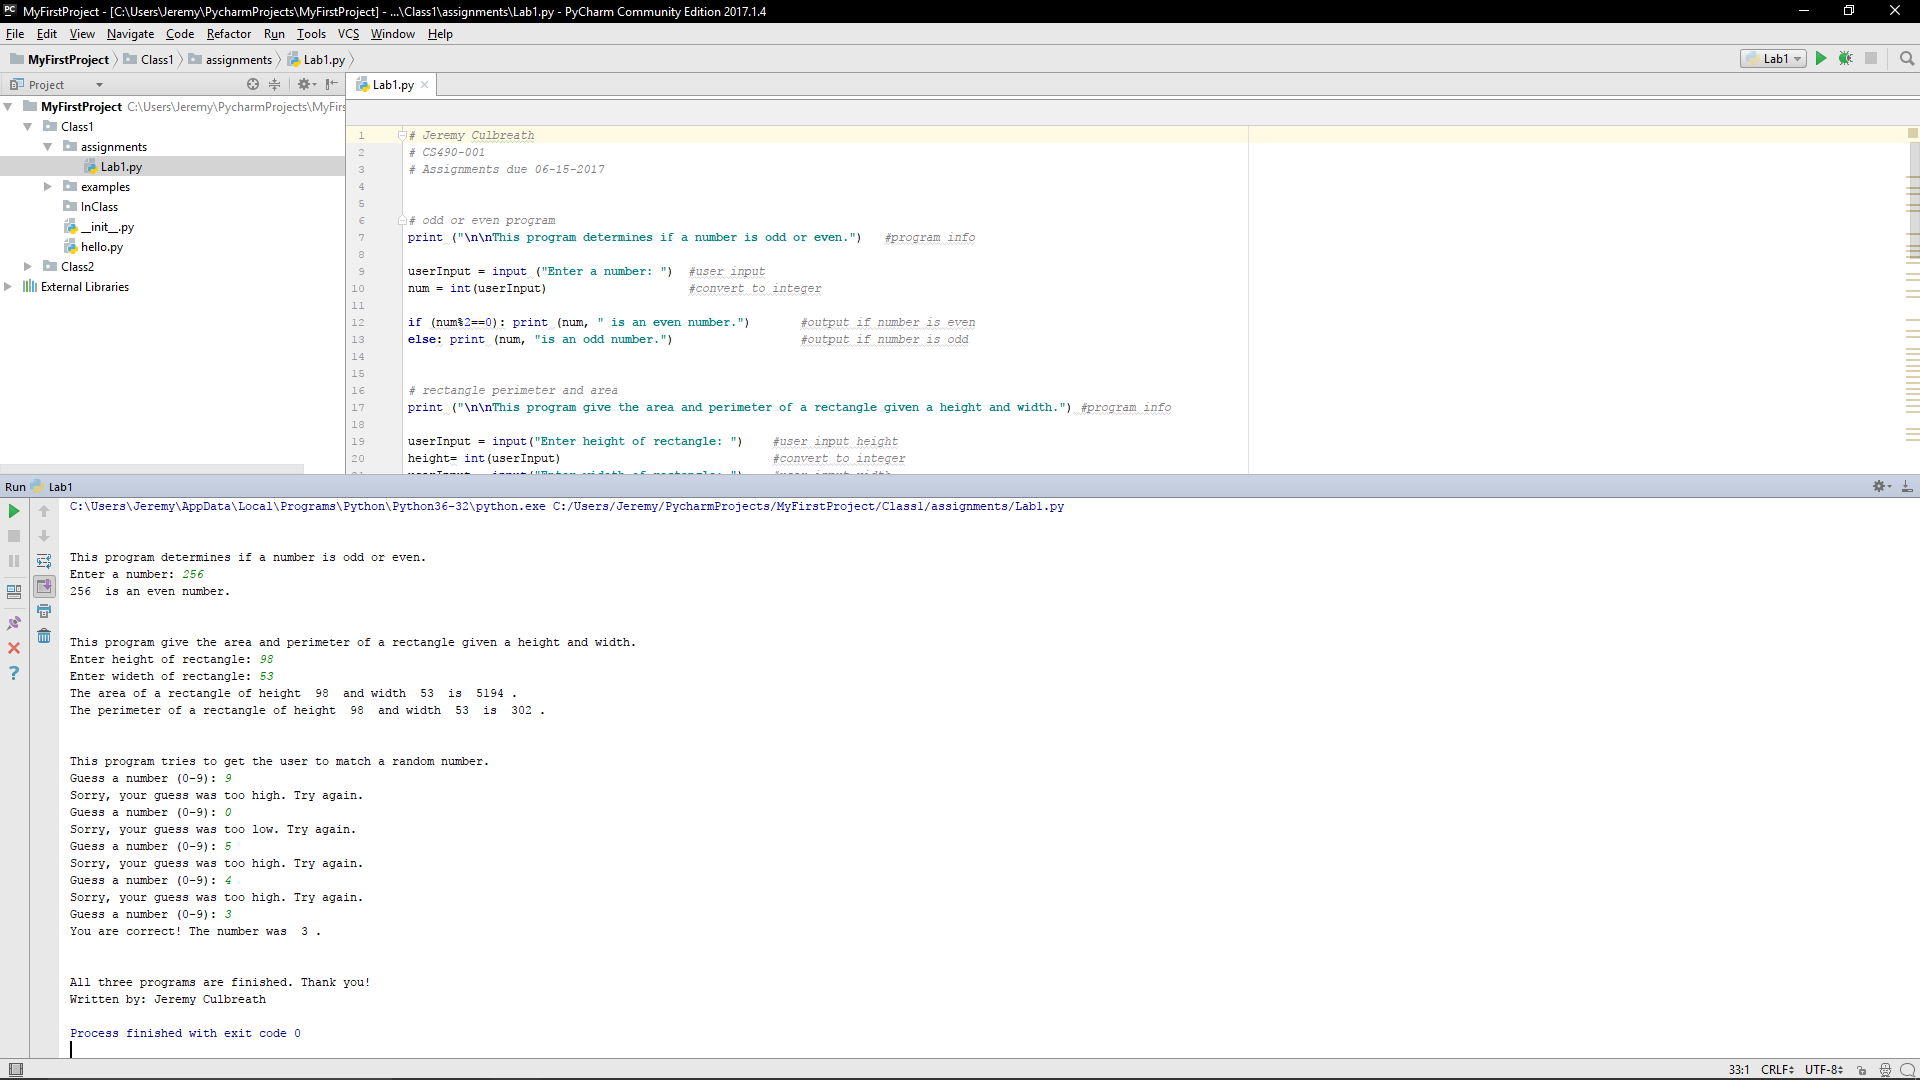 PC MyFirstProject - [C:\Users\Jeremy\PycharmProjects\MyFirstProject] - ...\Class1\assignments\Lab1.py - PyCharm Community Edition 2017.1.4
File Edit View Navigate Code Refactor Run Tools VCS Window Help
MyFirstProject Class1 assignments Lab1.py
Lab1
Project
Lab1.py
MyFirstProject C:\Users\Jeremy\PycharmProjects\MyFirs
Class1
assignments
Lab1.py
examples
InClass
__init__.py
hello.py
Class2
External Libraries
1 # Jeremy Culbreath
2 # CS490-001
3 # Assignments due 06-15-2017
4
5
6 # odd or even program
7 print ("\n\nThis program determines if a number is odd or even.") #program info
8
9 userInput = input ("Enter a number: ") #user input
10 num = int(userInput) #convert to integer
11
12 if (num%2==0): print (num, " is an even number.") #output if number is even
13 else: print (num, "is an odd number.") #output if number is odd
14
15
16 # rectangle perimeter and area
17 print ("\n\nThis program give the area and perimeter of a rectangle given a height and width.") #program info
18
19 userInput = input("Enter height of rectangle: ") #user input height
20 height= int(userInput) #convert to integer
21 userInput = input("Enter wideth of rectangle: ") #user input width
Run Lab1
C:\Users\Jeremy\AppData\Local\Programs\Python\Python36-32\python.exe C:/Users/Jeremy/PycharmProjects/MyFirstProject/Class1/assignments/Lab1.py
This program determines if a number is odd or even.
Enter a number: 256
256  is an even number.
This program give the area and perimeter of a rectangle given a height and width.
Enter height of rectangle: 98
Enter wideth of rectangle: 53
The area of a rectangle of height  98  and width  53  is  5194 .
The perimeter of a rectangle of height  98  and width  53  is  302 .
This program tries to get the user to match a random number.
Guess a number (0-9): 9
Sorry, your guess was too high. Try again.
Guess a number (0-9): 0
Sorry, your guess was too low. Try again.
Guess a number (0-9): 5
Sorry, your guess was too high. Try again.
Guess a number (0-9): 4
Sorry, your guess was too high. Try again.
Guess a number (0-9): 3
You are correct! The number was  3 .
All three programs are finished. Thank you!
Written by: Jeremy Culbreath
Process finished with exit code 0
33:1 CRLF UTF-8